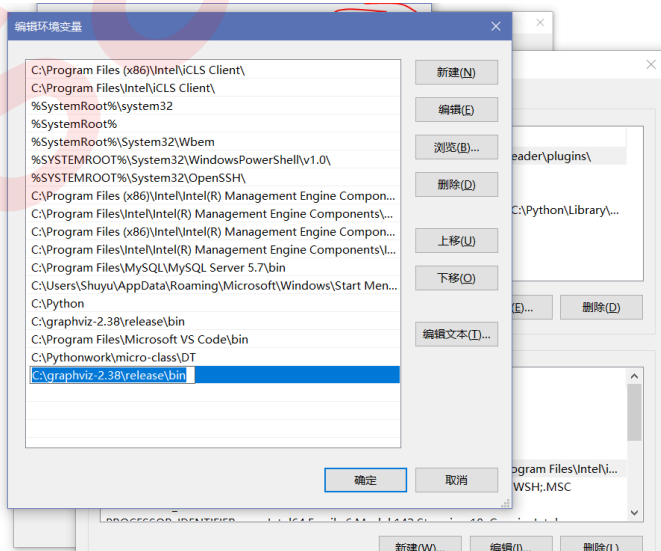 编辑环境变量
C:\Program Files (x86)\Intel\iCLS Client\
C:\Program Files\Intel\iCLS Client\
%SystemRoot%\system32
%SystemRoot%
%SystemRoot%\System32\Wbem
%SYSTEMROOT%\System32\WindowsPowerShell\v1.0\
%SYSTEMROOT%\System32\OpenSSH\
C:\Program Files (x86)\Intel\Intel(R) Management Engine Compon...
C:\Program Files\Intel\Intel(R) Management Engine Components\...
C:\Program Files (x86)\Intel\Intel(R) Management Engine Compon...
C:\Program Files\Intel\Intel(R) Management Engine Components\I...
C:\Program Files\MySQL\MySQL Server 5.7\bin
C:\Users\Shuyu\AppData\Roaming\Microsoft\Windows\Start Men...
C:\Python
C:\graphviz-2.38\release\bin
C:\Program Files\Microsoft VS Code\bin
C:\Pythonwork\micro-class\DT
C:\graphviz-2.38\release\bin
新建(N)
编辑(E)
浏览(B)...
删除(D)
上移(U)
下移(O)
编辑文本(T)...
确定
取消
eader\plugins\
C:\Python\Library\...
(E)...
删除(D)
ogram Files\Intel\i...
WSH;.MSC
新建(W)...
编辑(I)...
删除(L)